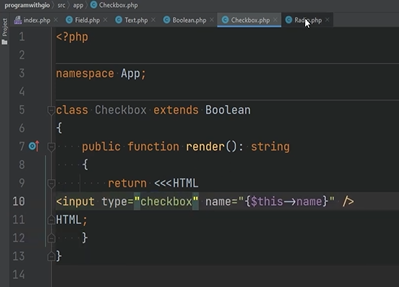 programwithgio src app Checkbox.php
Project
index.php Field.php Text.php Boolean.php Checkbox.php Radio.php
1 <?php
2
3 namespace App;
4
5 class Checkbox extends Boolean
6 {
7 public function render(): string
8 {
9 return <<<HTML
10 <input type="checkbox" name="{$this->name}" />
11 HTML;
12 }
13 }
14